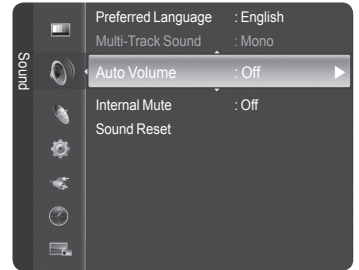 Sound
Preferred Language : English
Multi-Track Sound : Mono
Auto Volume : Off
Internal Mute : Off
Sound Reset